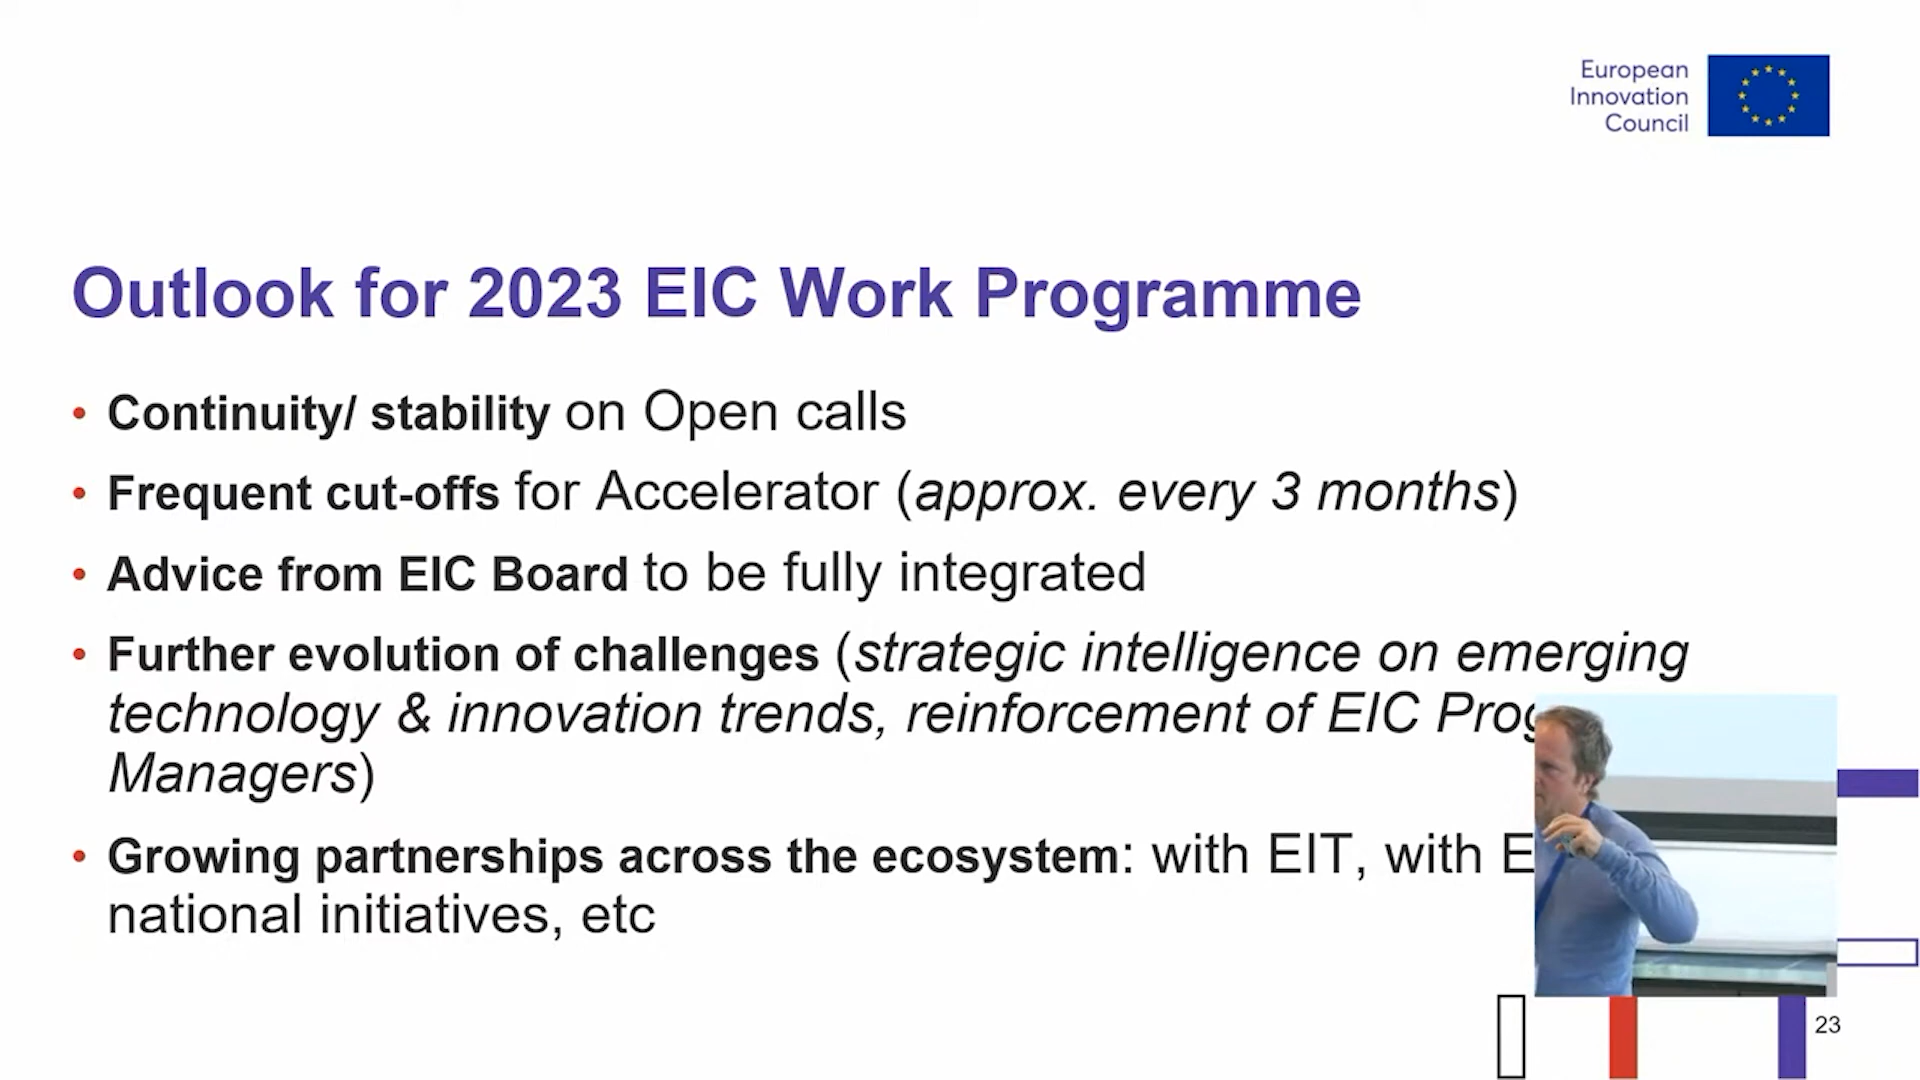 European
Innovation
Council
Outlook for 2023 EIC Work Programme
• Continuity/ stability on Open calls
• Frequent cut-offs for Accelerator (approx. every 3 months)
• Advice from EIC Board to be fully integrated
• Further evolution of challenges (strategic intelligence on emerging
technology & innovation trends, reinforcement of EIC
Managers)
• Growing partnerships across the ecosystem: with EIT, with
national initiatives, etc
23